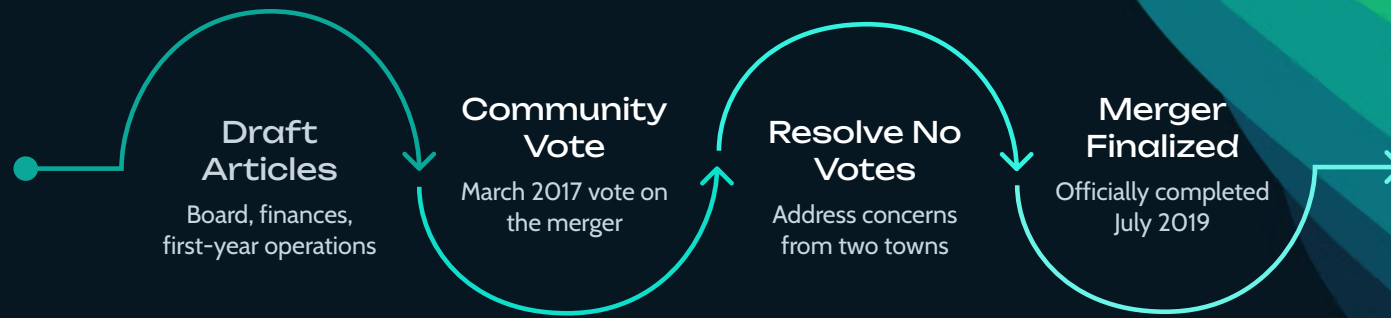 Draft
Articles
Board, finances,
first-year operations
Community
Vote
March 2017 vote on
the merger
Resolve No
Votes
Address concerns
from two towns
Merger
Finalized
Officially completed
July 2019